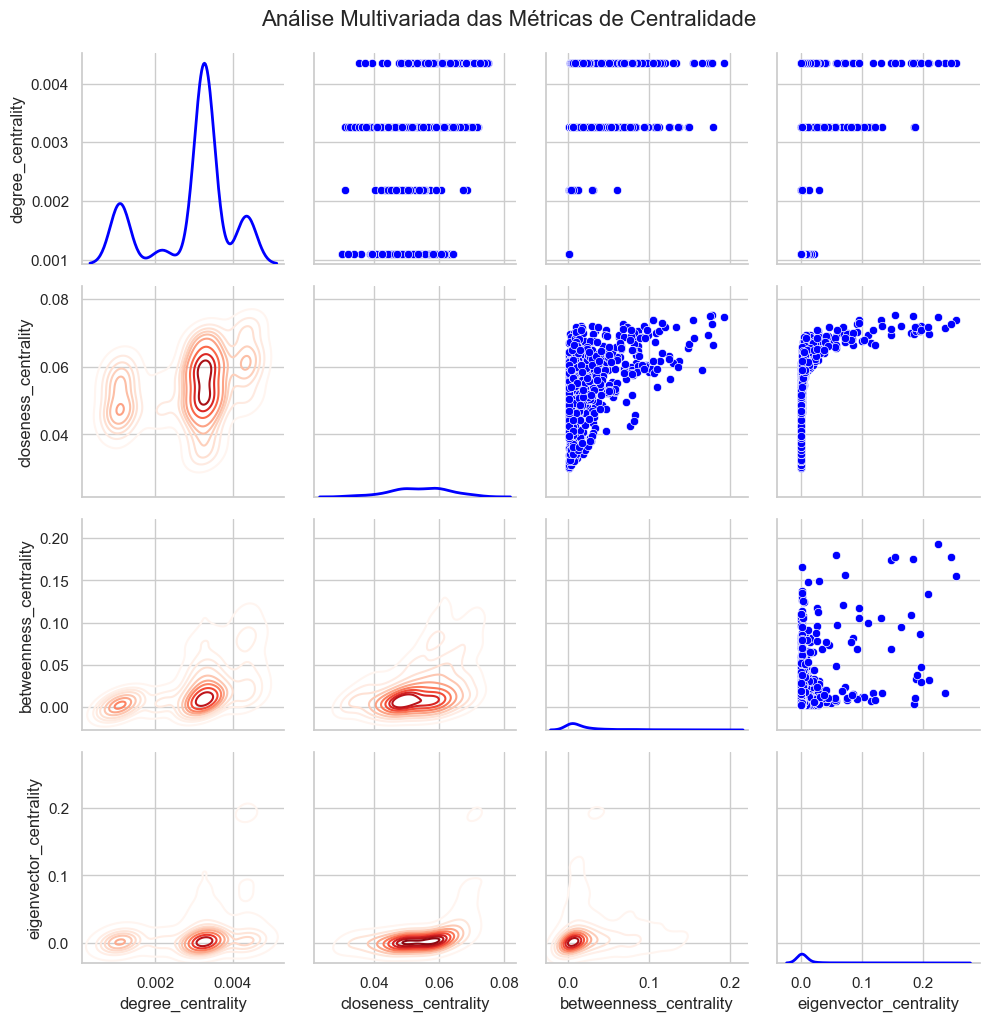 Análise Multivariada das Métricas de Centralidade
degree_centrality
0.004
0.003
0.002
0.001
closeness_centrality
0.08
0.06
0.04
betweenness_centrality
0.20
0.15
0.10
0.05
0.00
eigenvector_centrality
0.2
0.1
0.0
0.002 0.004
0.04 0.06 0.08
0.0 0.1 0.2
0.0 0.1 0.2
degree_centrality
closeness_centrality
betweenness_centrality
eigenvector_centrality